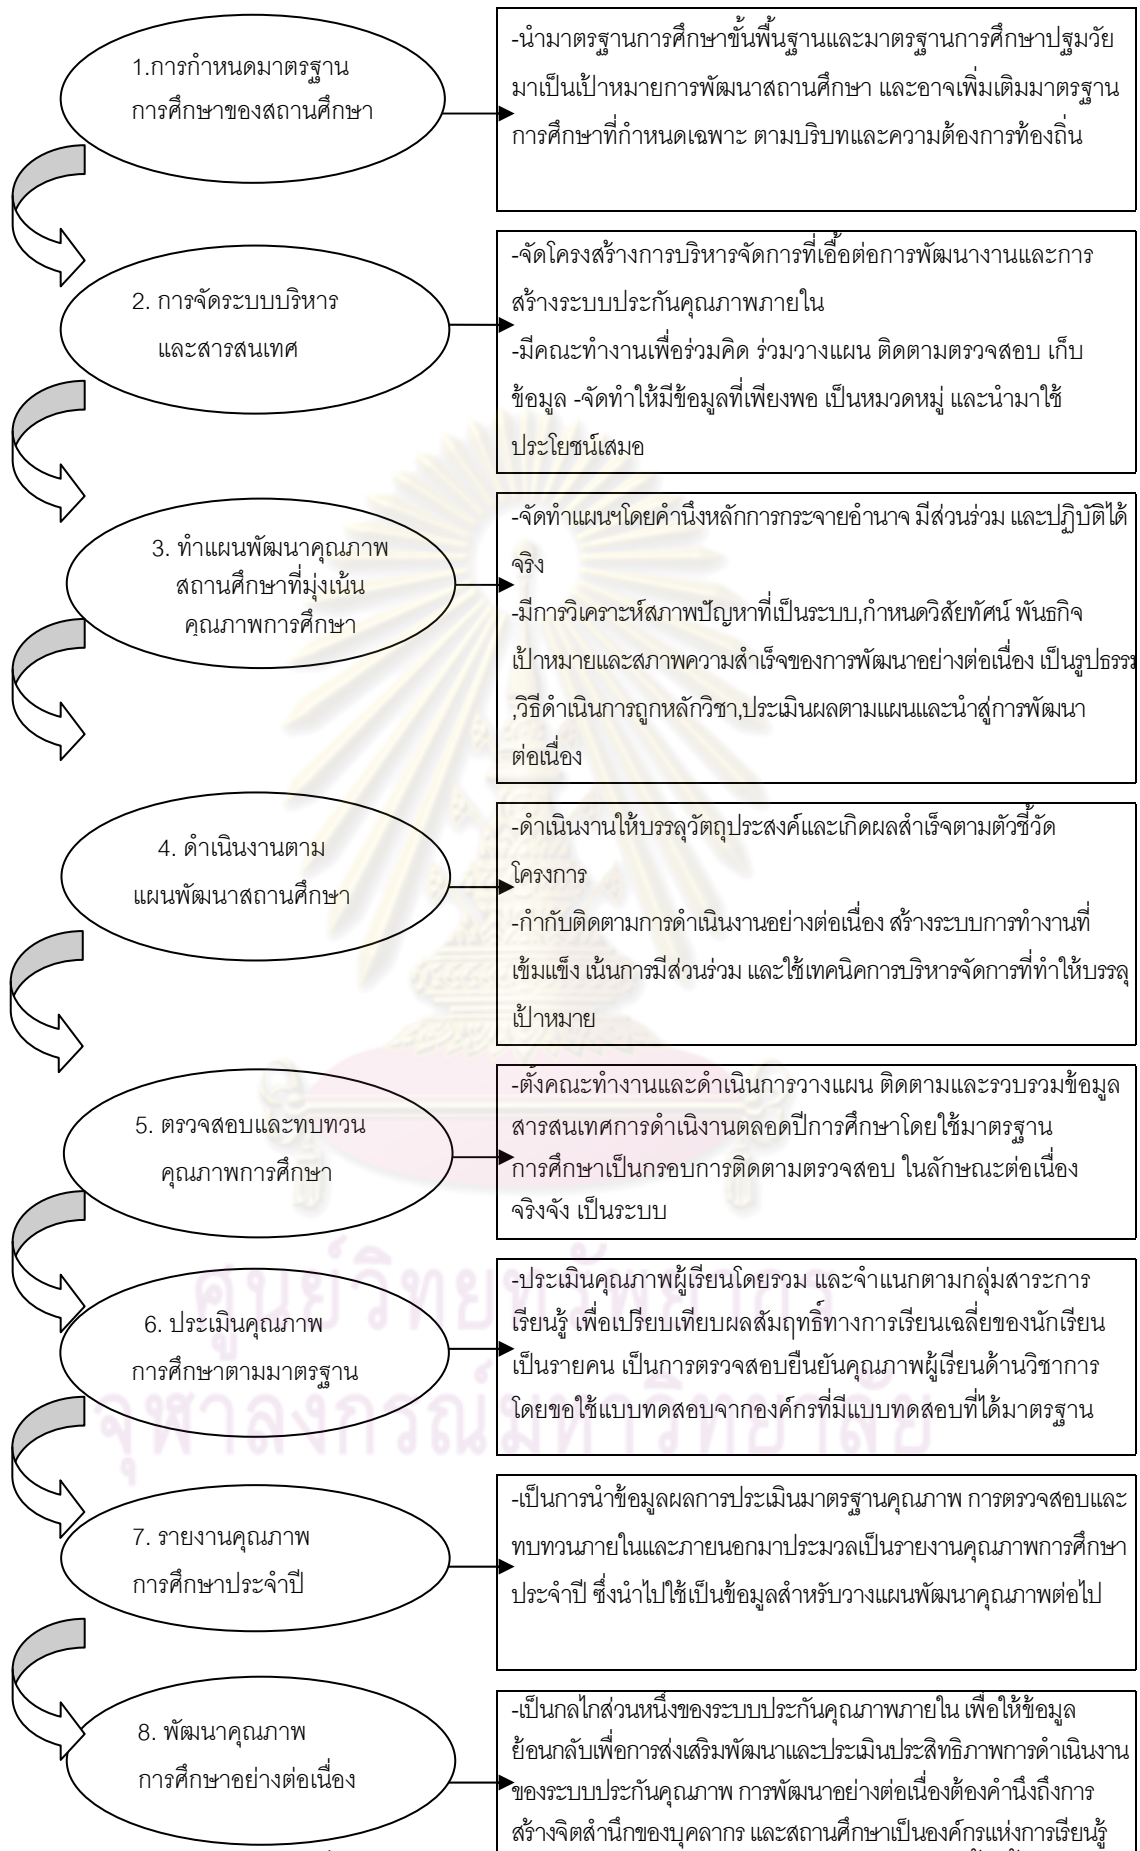 1.การกำหนดมาตรฐาน
การศึกษาของสถานศึกษา
-นำมาตรฐานการศึกษาขั้นพื้นฐานและมาตรฐานการศึกษาปฐมวัย
มาเป็นเป้าหมายการพัฒนาสถานศึกษา และอาจเพิ่มเติมมาตรฐาน
การศึกษาที่กำหนดเฉพาะ ตามบริบทและความต้องการท้องถิ่น
2. การจัดระบบบริหาร
และสารสนเทศ
-จัดโครงสร้างการบริหารจัดการที่เอื้อต่อการพัฒนางานและการ
สร้างระบบประกันคุณภาพภายใน
-มีคณะทำงานเพื่อร่วมคิด ร่วมวางแผน ติดตามตรวจสอบ เก็บ
ข้อมูล -จัดทำให้มีข้อมูลที่เพียงพอ เป็นหมวดหมู่ และนำมาใช้
ประโยชน์เสมอ
3. ทำแผนพัฒนาคุณภาพ
สถานศึกษาที่มุ่งเน้น
คุณภาพการศึกษา
-จัดทำแผนฯโดยคำนึงหลักการกระจายอำนาจ มีส่วนร่วม และปฏิบัติได้
จริง
-มีการวิเคราะห์สภาพปัญหาที่เป็นระบบ,กำหนดวิสัยทัศน์ พันธกิจ
เป้าหมายและสภาพความสำเร็จของการพัฒนาอย่างต่อเนื่อง เป็นรูปธรรม
,วิธีดำเนินการถูกหลักวิชา,ประเมินผลตามแผนและนำสู่การพัฒนา
ต่อเนื่อง
4. ดำเนินงานตาม
แผนพัฒนาสถานศึกษา
-ดำเนินงานให้บรรลุวัตถุประสงค์และเกิดผลสำเร็จตามตัวชี้วัด
โครงการ
-กำกับติดตามการดำเนินงานอย่างต่อเนื่อง สร้างระบบการทำงานที่
เข้มแข็ง เน้นการมีส่วนร่วม และใช้เทคนิคการบริหารจัดการที่ทำให้บรรลุ
เป้าหมาย
5. ตรวจสอบและทบทวน
คุณภาพการศึกษา
-ตั้งคณะทำงานและดำเนินการวางแผน ติดตามและรวบรวมข้อมูล
สารสนเทศการดำเนิงานตลอดปีการศึกษาโดยใช้มาตรฐาน
การศึกษาเป็นกรอบการติดตามตรวจสอบ ในลักษณะต่อเนื่อง
จริงจัง เป็นระบบ
6. ประเมินคุณภาพ
การศึกษาตามมาตรฐาน
-ประเมินคุณภาพผู้เรียนโดยรวม และจำแนกตามกลุ่มสาระการ
เรียนรู้ เพื่อเปรียบเทียบผลสัมฤทธิ์ทางการเรียนเฉลี่ยของนักเรียน
เป็นรายคน เป็นการตรวจสอบยืนยันคุณภาพผู้เรียนด้านวิชาการ
โดยขอใช้แบบทดสอบจากองค์กรที่มีแบบทดสอบที่ได้มาตรฐาน
ศูนย์วิทยทรัพยากร
จุฬาลงกรณ์มหาวิทยาลัย
7. รายงานคุณภาพ
การศึกษาประจำปี
-เป็นการนำข้อมูลผลการประเมินมาตรฐานคุณภาพ การตรวจสอบและ
ทบทวนภายในและภายนอกมาประมวลเป็นรายงานคุณภาพการศึกษา
ประจำปี ซึ่งนำไปใช้เป็นข้อมูลสำหรับวางแผนพัฒนาคุณภาพต่อไป
8. พัฒนาคุณภาพ
การศึกษาอย่างต่อเนื่อง
-เป็นกลไกส่วนหนึ่งของระบบประกันคุณภาพภายใน เพื่อให้ข้อมูล
ย้อนกลับเพื่อการส่งเสริมพัฒนาและประเมินประสิทธิภาพการดำเนินงาน
ของระบบประกันคุณภาพ การพัฒนาอย่างต่อเนื่องต้องคำนึงถึงการ
สร้างจิตสำนึกของบุคลากร และสถานศึกษาเป็นองค์กรแห่งการเรียนรู้